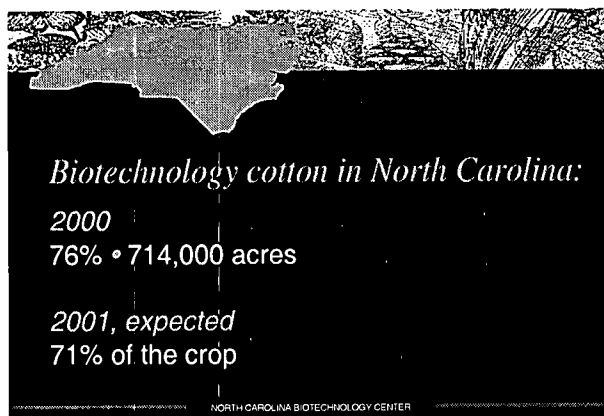 Biotechnology cotton in North Carolina:
2000
76% • 714,000 acres
2001, expected
71% of the crop
NORTH CAROLINA BIOTECHNOLOGY CENTER